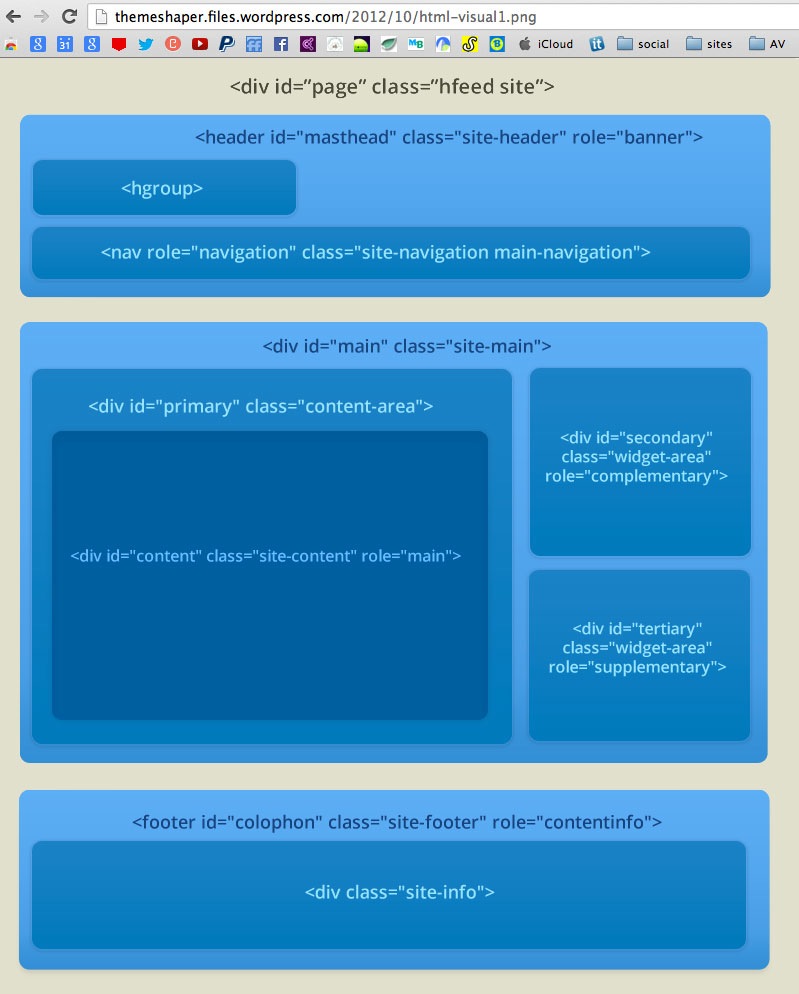 themeshaper.files.wordpress.com/2012/10/html-visual1.png
8 31 8 iCloud it social sites AV
<div id=”page” class=”hfeed site”>
<header id="masthead" class="site-header" role="banner">
<hgroup>
<nav role="navigation" class="site-navigation main-navigation">
<div id="main" class="site-main">
<div id="primary" class="content-area">
<div id="content" class="site-content" role="main">
<div id="secondary"
class="widget-area"
role="complementary">
<div id="tertiary"
class="widget-area"
role="supplementary">
<footer id="colophon" class="site-footer" role="contentinfo">
<div class="site-info">